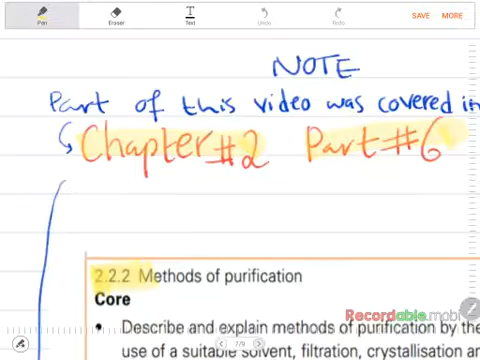 Pen
Eraser
Text
Undo
Redo
SAVE
MORE
NOTE
Part of this video was covered in
Chapter #2 Part #6
2.2.2 Methods of purification
Core
Recordable.mobi
• Describe and explain methods of purification by the
use of a suitable solvent, filtration, crystallisation an
7/9